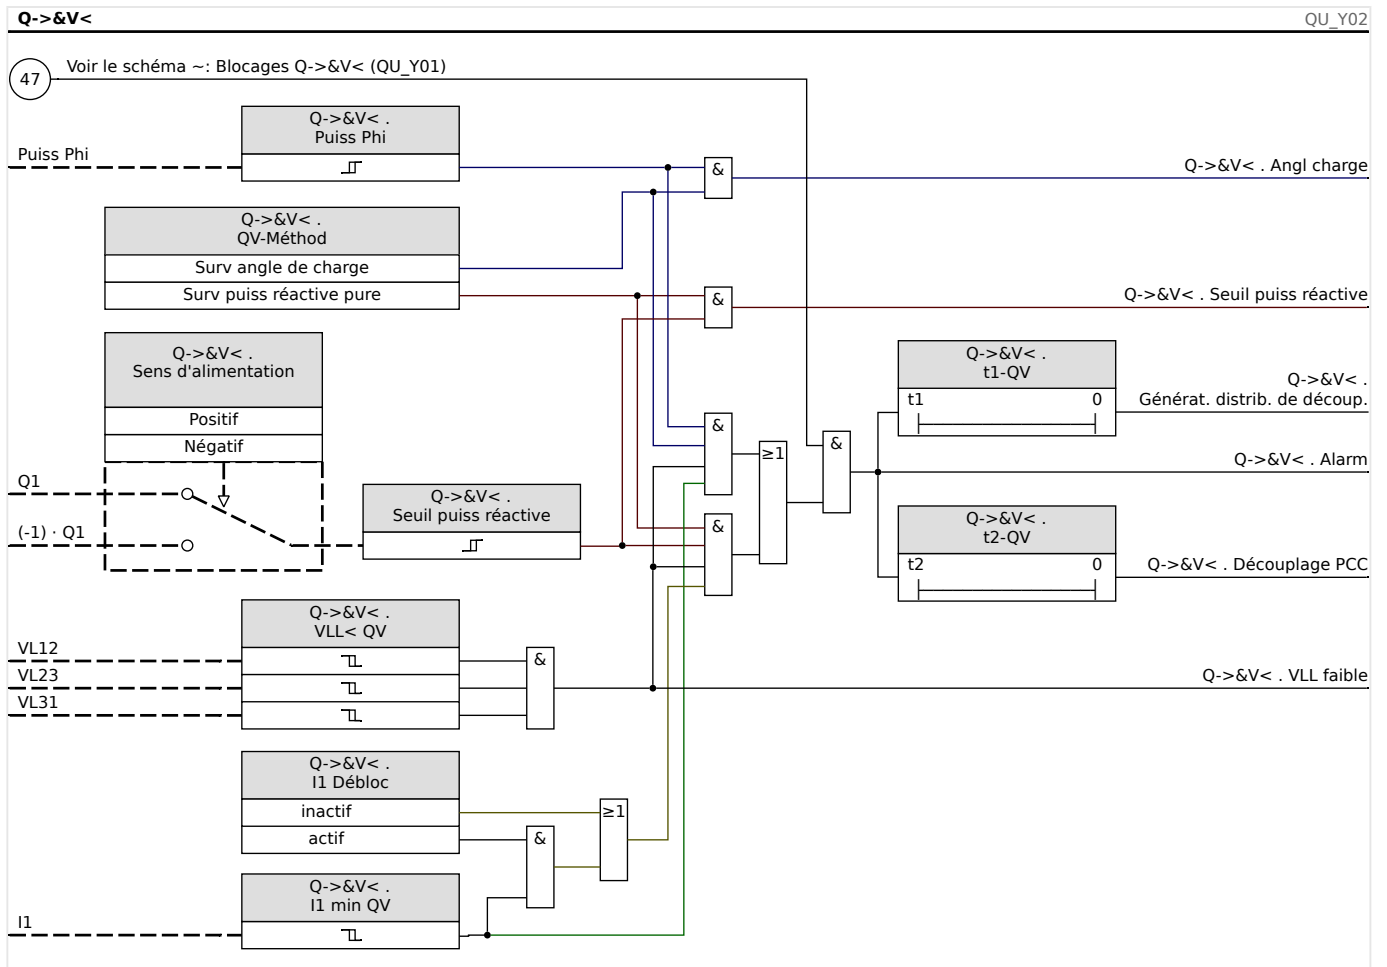 Q->&V<
QU_Y02
47
Voir le schéma ~: Blocages Q->&V< (QU_Y01)
Q->&V< .
Puiss Phi
Puiss Phi
&
Q->&V< . Angl charge
Q->&V< .
QV-Méthod
Surv angle de charge
Surv puiss réactive pure
&
Q->&V< . Seuil puiss réactive
Q->&V< .
Sens d'alimentation
Positif
Négatif
Q1
(-1) · Q1
Q->&V< .
Seuil puiss réactive
&
&
≥1
&
Q->&V< .
t1-QV
t1
0
Q->&V< .
Générat. distrib. de découp.
Q->&V< . Alarm
Q->&V< .
t2-QV
t2
0
Q->&V< . Découplage PCC
Q->&V< .
VLL< QV
VL12
VL23
VL31
&
Q->&V< . VLL faible
Q->&V< .
I1 Débloc
inactif
actif
&
≥1
Q->&V< .
I1 min QV
I1